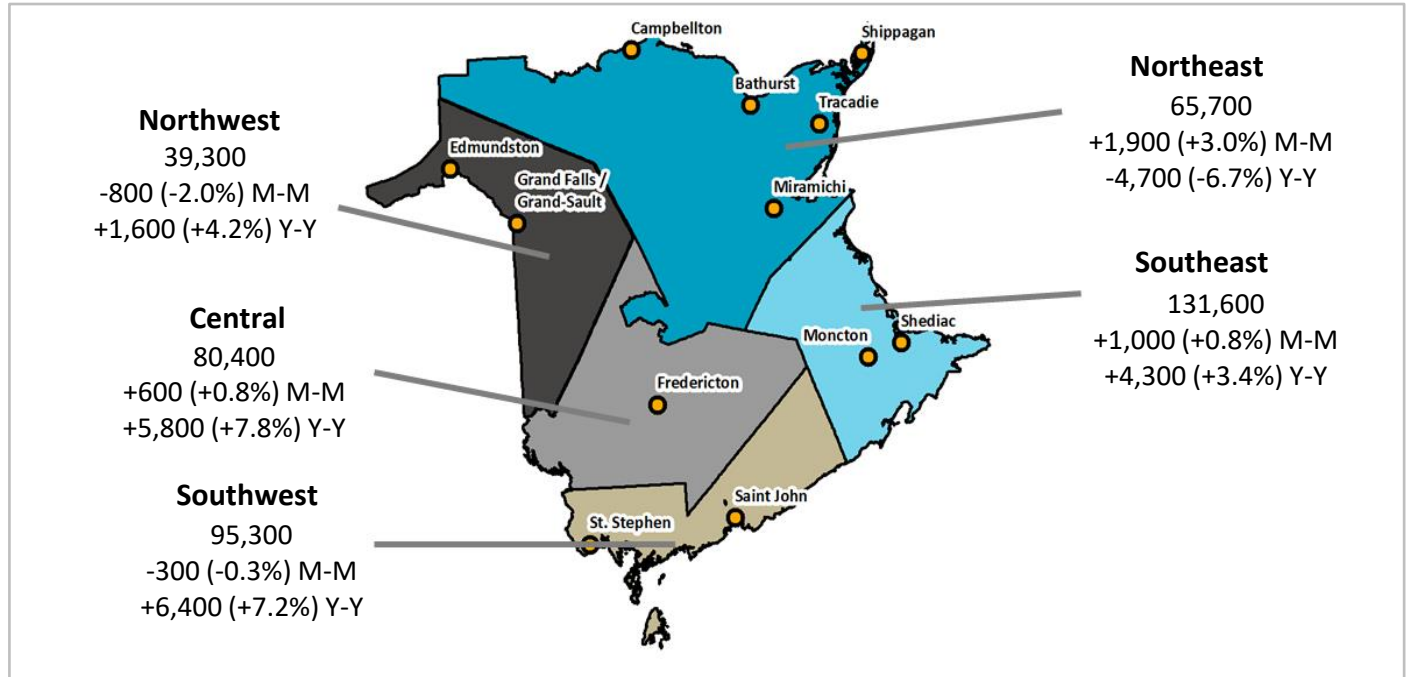 Northwest
39,300
-800 (-2.0%) M-M
+1,600 (+4.2%) Y-Y
Central
80,400
+600 (+0.8%) M-M
+5,800 (+7.8%) Y-Y
Southwest
95,300
-300 (-0.3%) M-M
+6,400 (+7.2%) Y-Y
Campbellton
Shippagan
Bathurst
Tracadie
Edmundston
Grand Falls /
Grand-Sault
Miramichi
Moncton
Shediac
Fredericton
Saint John
St. Stephen
Northeast
65,700
+1,900 (+3.0%) M-M
-4,700 (-6.7%) Y-Y
Southeast
131,600
+1,000 (+0.8%) M-M
+4,300 (+3.4%) Y-Y